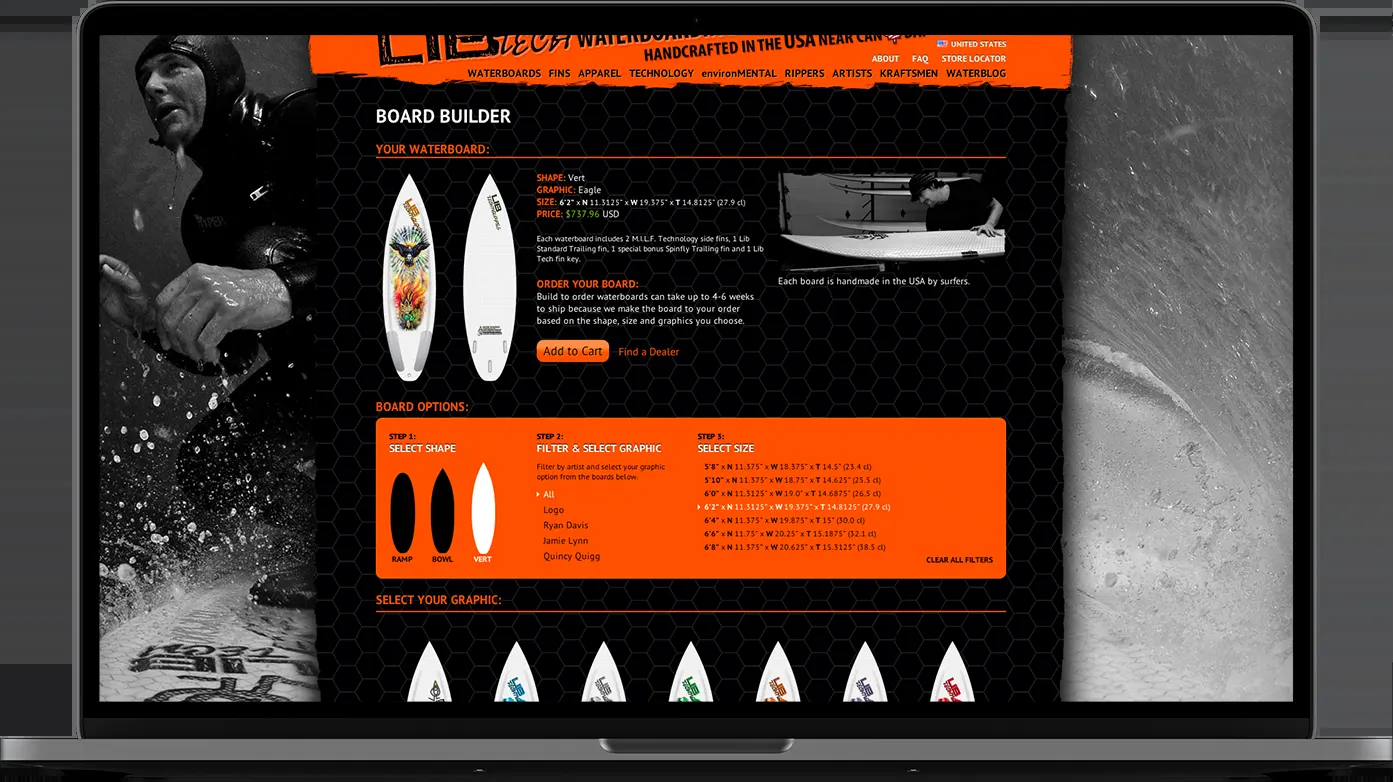 LIB TECH WATERBOARDS
HANDCRAFTED IN THE USA NEAR CAN
UNITED STATES
ABOUT FAQ STORE LOCATOR
WATERBOARDS FINS APPAREL TECHNOLOGY environMENTAL RIPPERS ARTISTS KRAFTSMEN WATERBLOG
BOARD BUILDER
YOUR WATERBOARD:
SHAPE: Vert
GRAPHIC: Eagle
SIZE: 6'2" x N 11.3125" x W 19.375" x T 14.8125" (27.9 cl)
PRICE: $737.96 USD
Each waterboard includes 2 M.I.L.F. Technology side fins, 1 Lib
Standard Trailing fin, 1 special bonus Spinfly Trailing fin and 1 Lib
Tech fin key.
ORDER YOUR BOARD:
Build to order waterboards can take up to 4-6 weeks
to ship because we make the board to your order
based on the shape, size and graphics you choose.
Add to Cart Find a Dealer
Each board is handmade in the USA by surfers.
BOARD OPTIONS:
STEP 1:
SELECT SHAPE
RAMP BOWL VERT
STEP 2:
FILTER & SELECT GRAPHIC
Filter by artist and select your graphic
option from the boards below.
All
Logo
Ryan Davis
Jamie Lynn
Quincy Quigg
STEP 3:
SELECT SIZE
5'8" x N 11.375" x W 18.375" x T 14.5" (23.4 cl)
5'10" x N 11.375" x W 18.75" x T 14.625" (25.5 cl)
6'0" x N 11.3125" x W 19.0" x T 14.6875" (26.5 cl)
6'2" x N 11.3125" x W 19.375" x T 14.8125" (27.9 cl)
6'4" x N 11.375" x W 19.875" x T 15" (30.0 cl)
6'6" x N 11.75" x W 20.25" x T 15.1875" (32.1 cl)
6'8" x N 11.375" x W 20.625" x T 15.3125" (38.5 cl)
CLEAR ALL FILTERS
SELECT YOUR GRAPHIC: